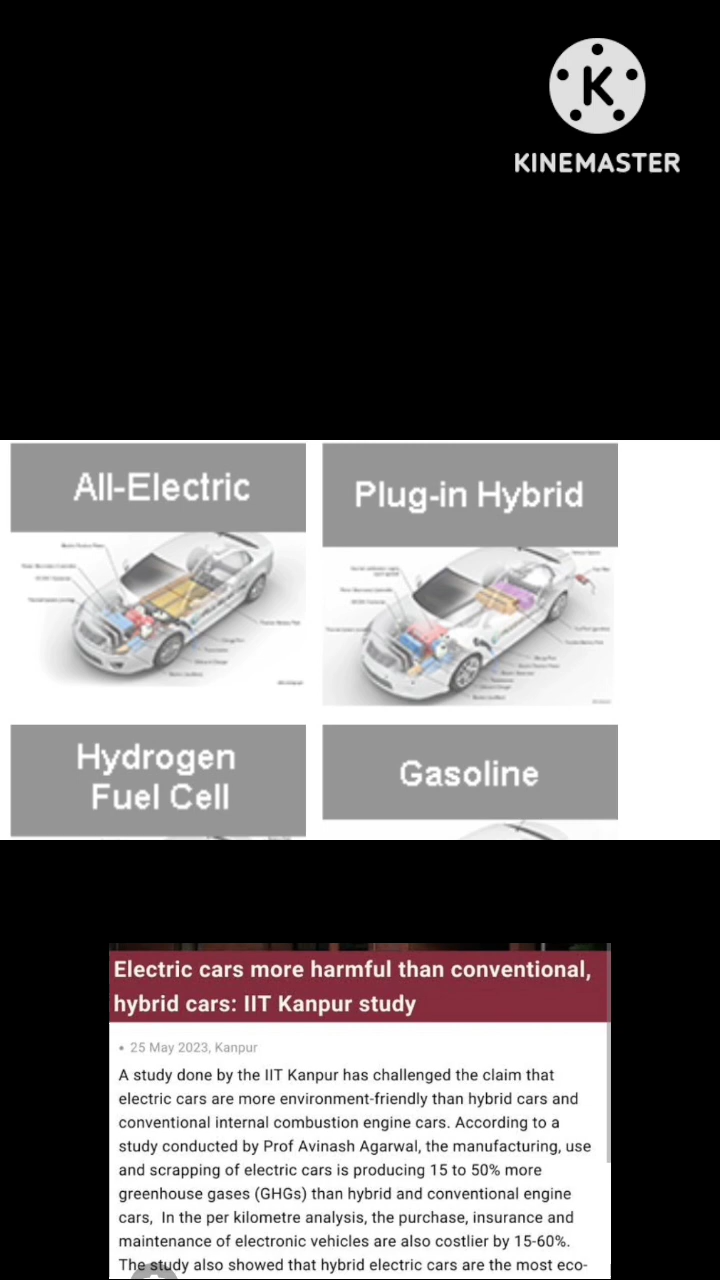 K
KINEMASTER
All-Electric
Plug-in Hybrid
Hydrogen
Fuel Cell
Gasoline
Electric cars more harmful than conventional,
hybrid cars: IIT Kanpur study
• 25 May 2023, Kanpur
A study done by the IIT Kanpur has challenged the claim that
electric cars are more environment-friendly than hybrid cars and
conventional internal combustion engine cars. According to a
study conducted by Prof Avinash Agarwal, the manufacturing, use
and scrapping of electric cars is producing 15 to 50% more
greenhouse gases (GHGs) than hybrid and conventional engine
cars, In the per kilometre analysis, the purchase, insurance and
maintenance of electronic vehicles are also costlier by 15-60%.
The study also showed that hybrid electric cars are the most eco-